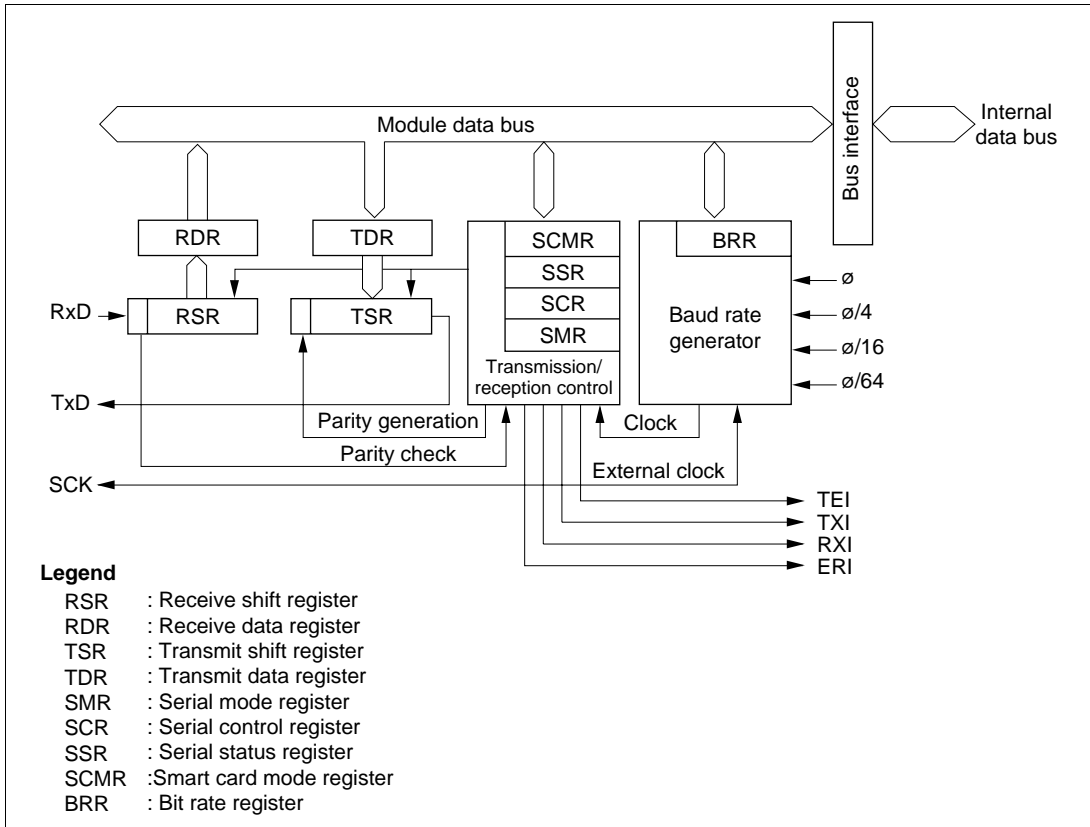 Module data bus
Bus interface
Internal
data bus
RDR
TDR
SCMR
BRR
SSR
SCR
SMR
RxD
RSR
TSR
Baud rate
generator
ø
ø/4
ø/16
ø/64
Transmission/
reception control
TxD
Parity generation
Clock
Parity check
External clock
SCK
TEI
TXI
RXI
ERI
Legend
RSR : Receive shift register
RDR : Receive data register
TSR : Transmit shift register
TDR : Transmit data register
SMR : Serial mode register
SCR : Serial control register
SSR : Serial status register
SCMR :Smart card mode register
BRR : Bit rate register